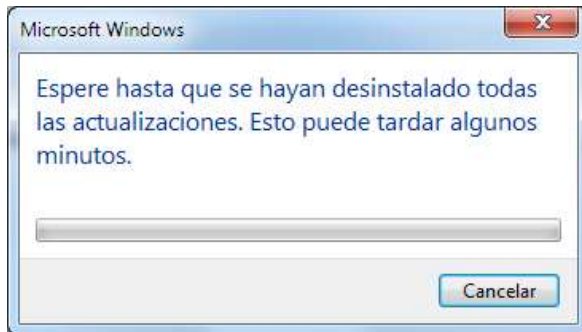 Microsoft Windows
Espere hasta que se hayan desinstalado todas
las actualizaciones. Esto puede tardar algunos
minutos.
Cancelar